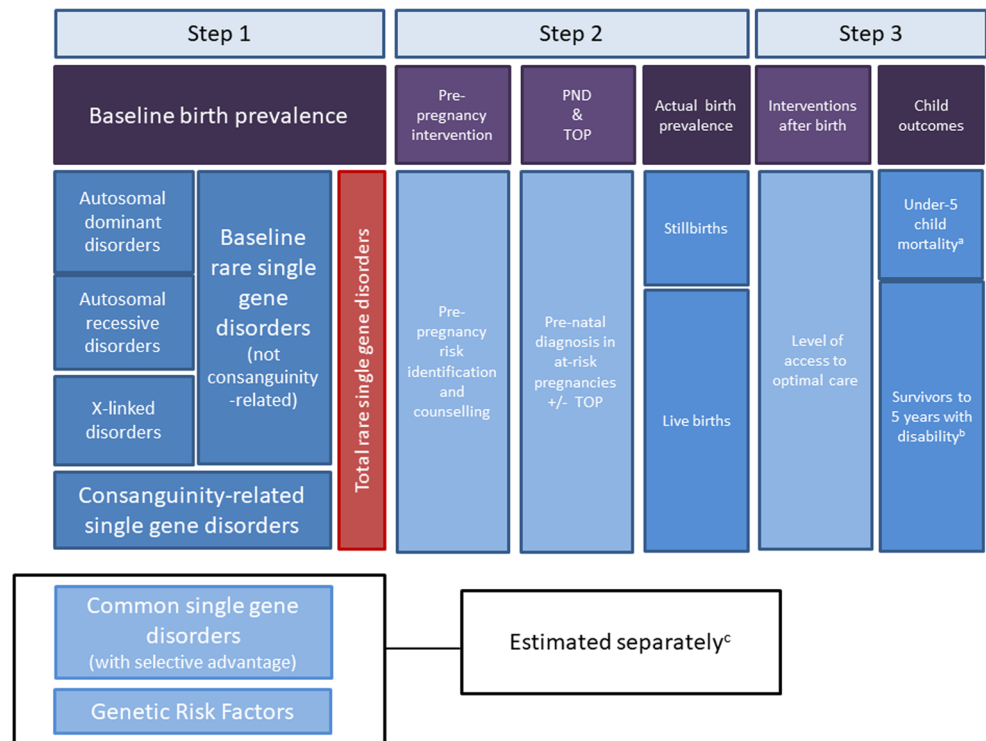 Step 1
Step 2
Step 3
Baseline birth prevalence
Pre-
pregnancy
intervention
PND
&
TOP
Actual birth
prevalence
Interventions
after birth
Child
outcomes
Autosomal
dominant
disorders
Autosomal
recessive
disorders
X-linked
disorders
Baseline
rare single
gene
disorders
(not
consanguinity
-related)
Consanguinity-related
single gene disorders
Total rare single gene disorders
Pre-
pregnancy
risk
identification
and
counselling
Pre-natal
diagnosis in
at-risk
pregnancies
+/- TOP
Stillbirths
Live births
Level of
access to
optimal care
Under-5
child
mortalityᵃ
Survivors to
5 years with
disabilityᵇ
Common single gene
disorders
(with selective advantage)
Genetic Risk Factors
Estimated separatelyᶜ